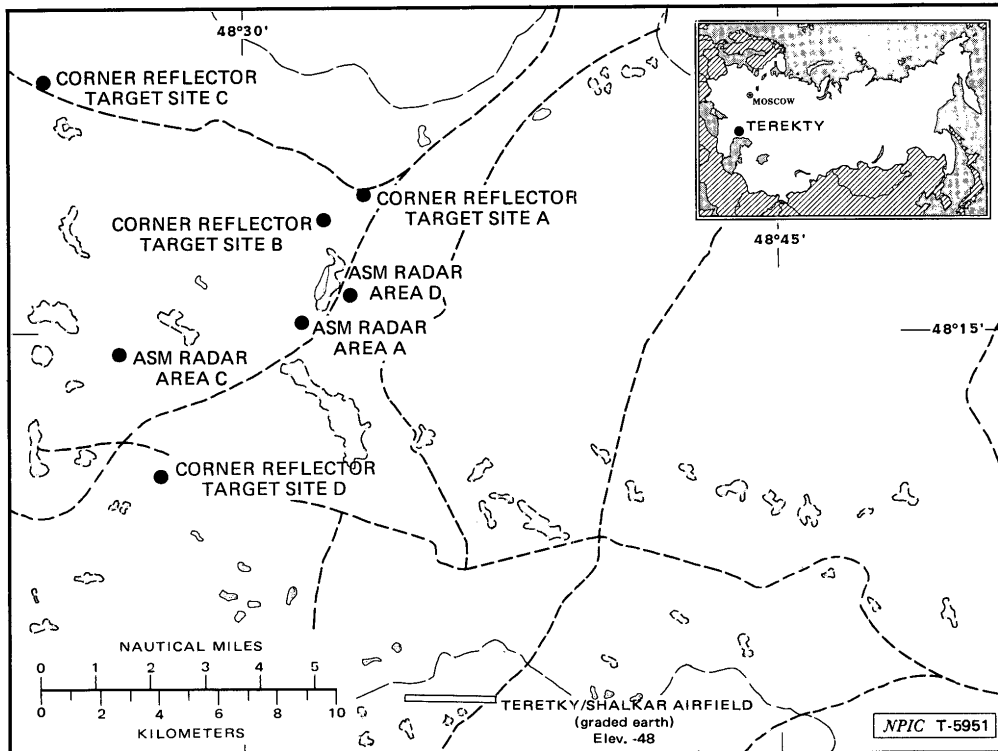 48°30'
CORNER REFLECTOR
TARGET SITE C
MOSCOW
TEREKTY
CORNER REFLECTOR
TARGET SITE A
CORNER REFLECTOR
TARGET SITE B
48°45'
ASM RADAR
AREA D
ASM RADAR
AREA A
48°15'
ASM RADAR
AREA C
CORNER REFLECTOR
TARGET SITE D
NAUTICAL MILES
0 1 2 3 4 5
0 2 4 6 8 10
KILOMETERS
TERETKY/SHALKAR AIRFIELD
(graded earth)
Elev. -48
NPIC T-5951